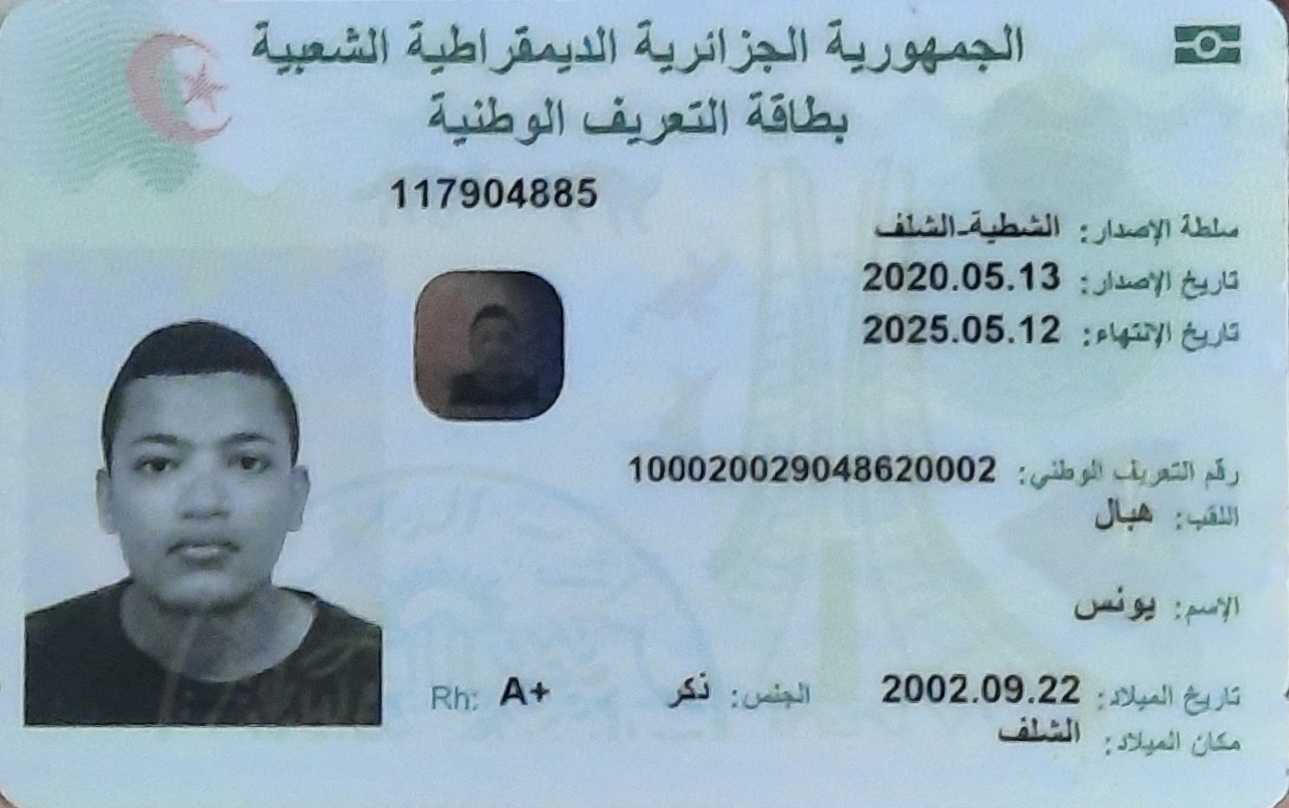 الجمهورية الجزائرية الديمقراطية الشعبية
بطاقة التعريف الوطنية
117904885
سلطة الإصدار: الشطية-الشلف
تاريخ الإصدار: 2020.05.13
تاريخ الإنتهاء: 2025.05.12
رقم التعريف الوطني: 100020029048620002
اللقب: هبال
الإسم: يونس
تاريخ الميلاد: 2002.09.22 الجنس: ذكر Rh: A+
مكان الميلاد: الشلف